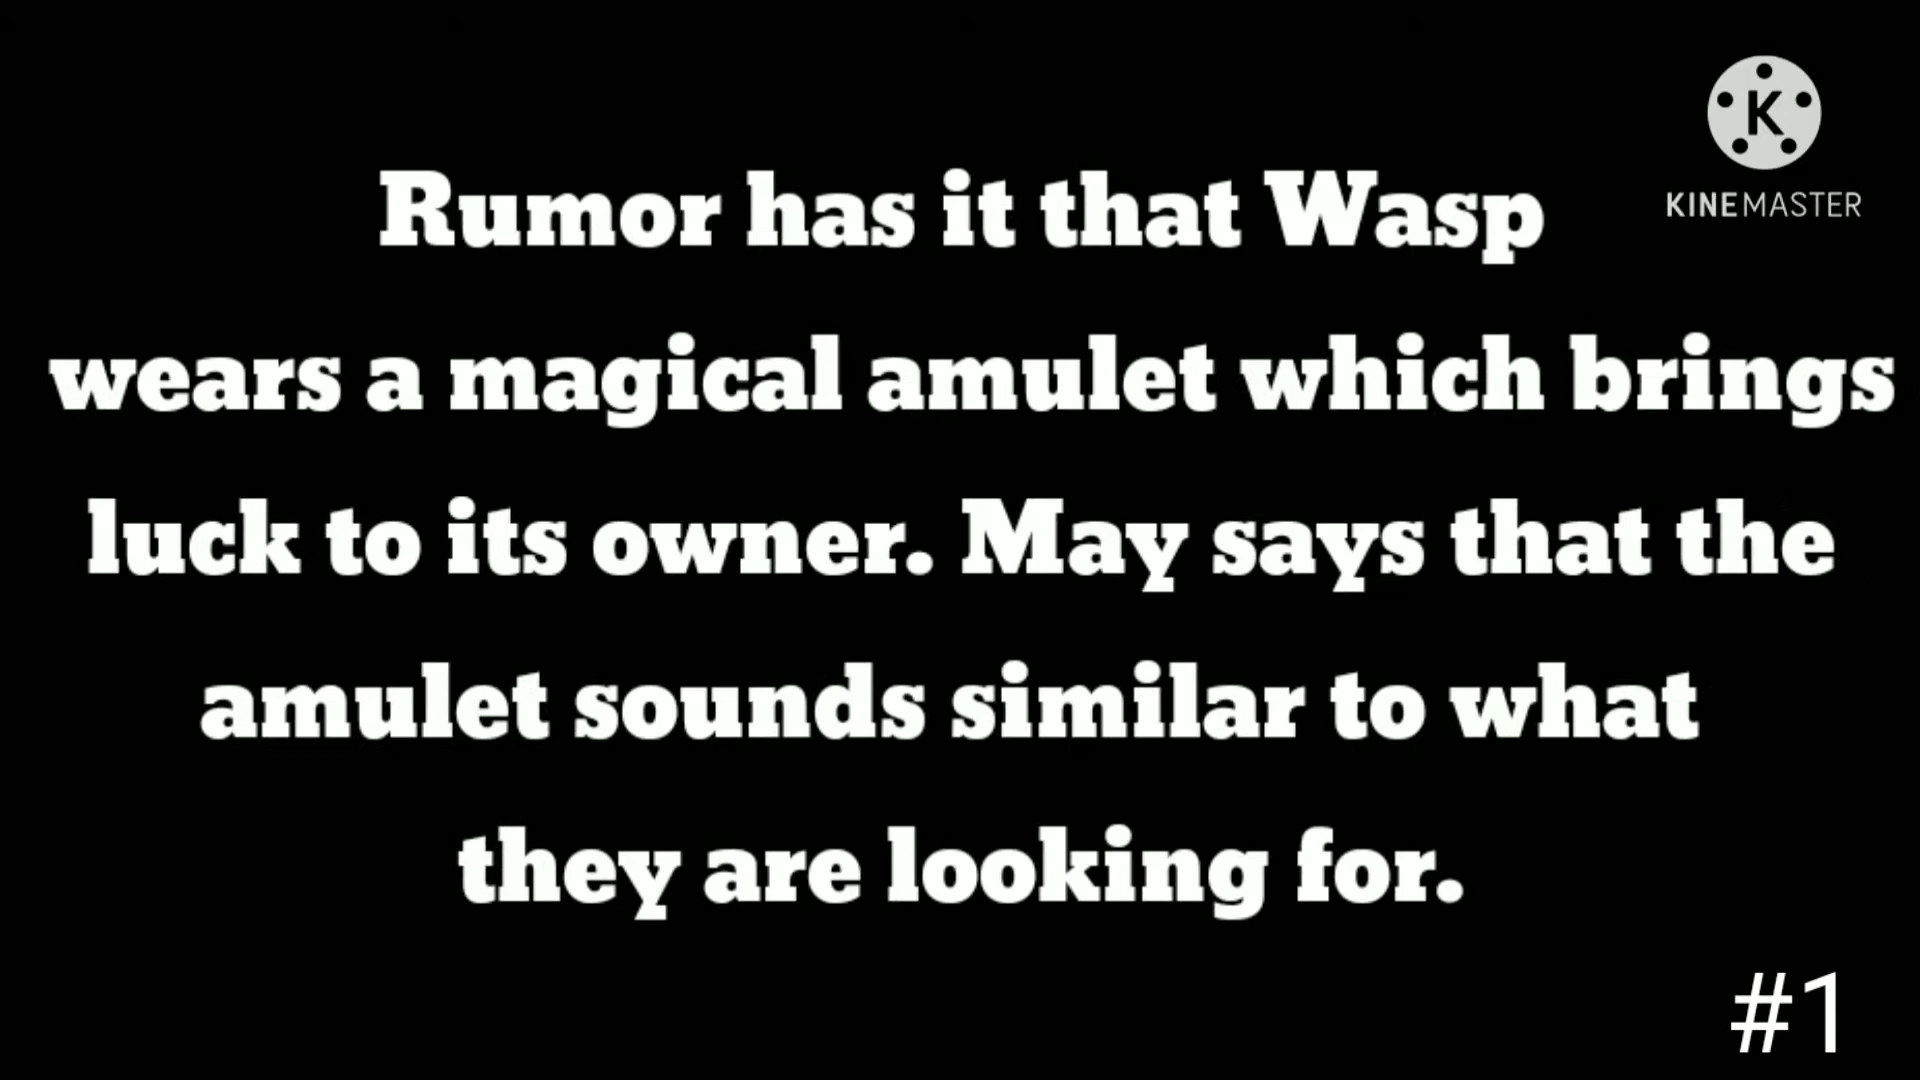 K
KINEMASTER
Rumor has it that Wasp
wears a magical amulet which brings
luck to its owner. May says that the
amulet sounds similar to what
they are looking for.
#1